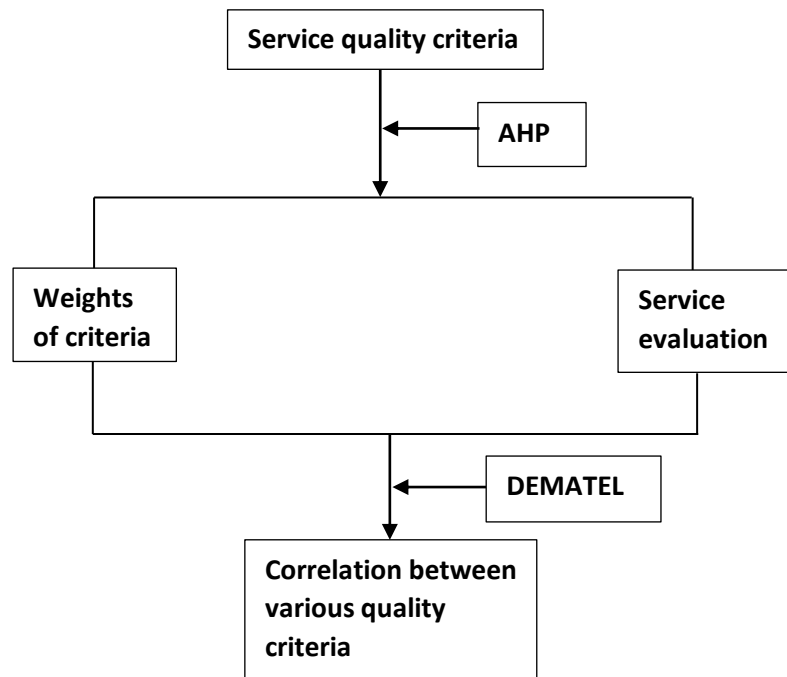 Service quality criteria
AHP
Weights
of criteria
Service
evaluation
DEMATEL
Correlation between
various quality
criteria